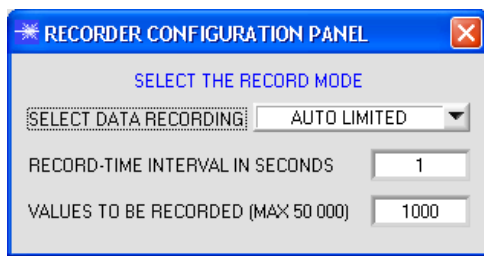 RECORDER CONFIGURATION PANEL
SELECT THE RECORD MODE
SELECT DATA RECORDING AUTO LIMITED
RECORD-TIME INTERVAL IN SECONDS 1
VALUES TO BE RECORDED (MAX 50 000) 1000